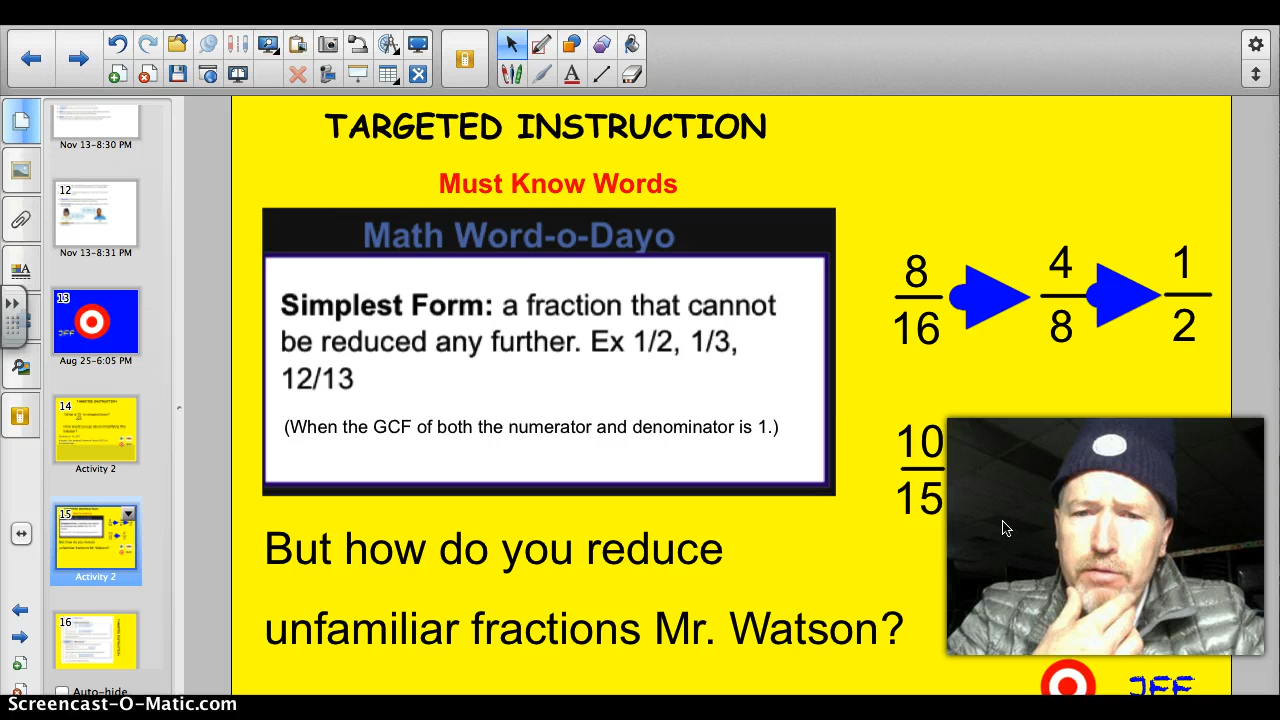 TARGETED INSTRUCTION
Must Know Words
Math Word-o-Dayo
Simplest Form: a fraction that cannot
be reduced any further. Ex 1/2, 1/3,
12/13
(When the GCF of both the numerator and denominator is 1.)
8
16
4
8
1
2
10
15
But how do you reduce
unfamiliar fractions Mr. Watson?
JFF
Nov 13-8:30 PM
12
Nov 13-8:31 PM
13
JFF
Aug 25-6:05 PM
14
Activity 2
15
Activity 2
16
Auto-hide
Screencast-O-Matic.com